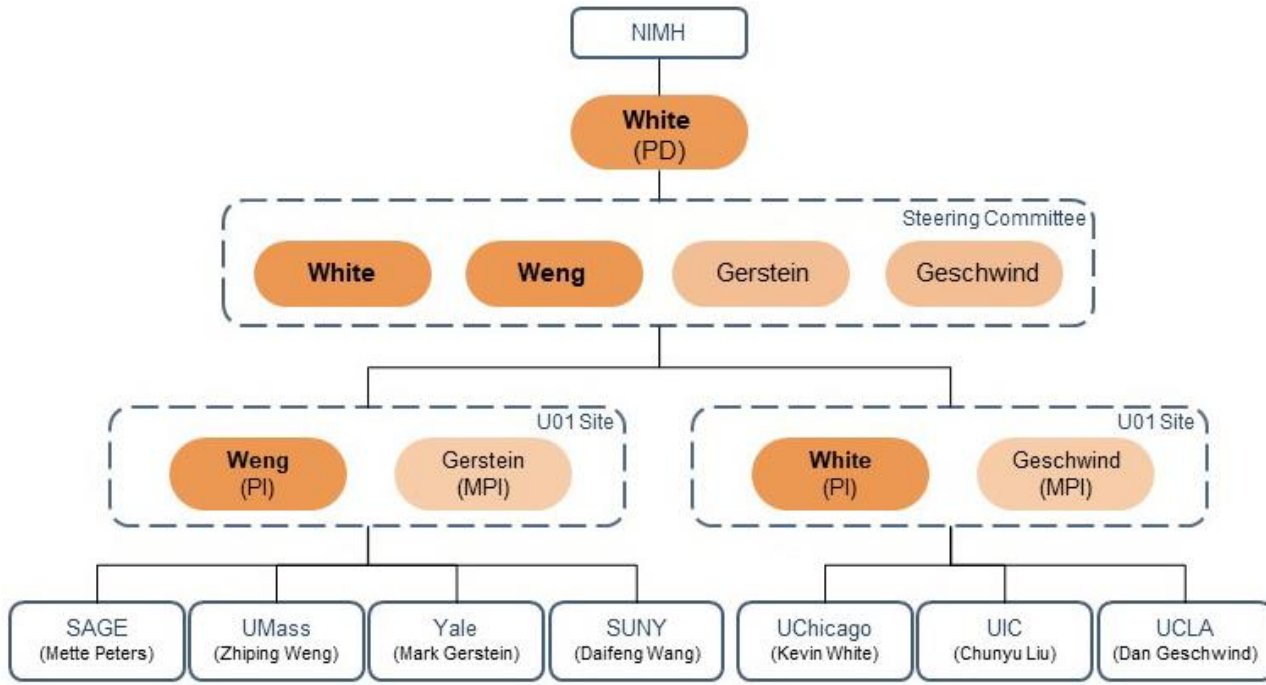 NIMH
White
(PD)
Steering Committee
White
Weng
Gerstein
Geschwind
U01 Site
Weng
(PI)
Gerstein
(MPI)
U01 Site
White
(PI)
Geschwind
(MPI)
SAGE
(Mette Peters)
UMass
(Zhiping Weng)
Yale
(Mark Gerstein)
SUNY
(Daifeng Wang)
UChicago
(Kevin White)
UIC
(Chunyu Liu)
UCLA
(Dan Geschwind)